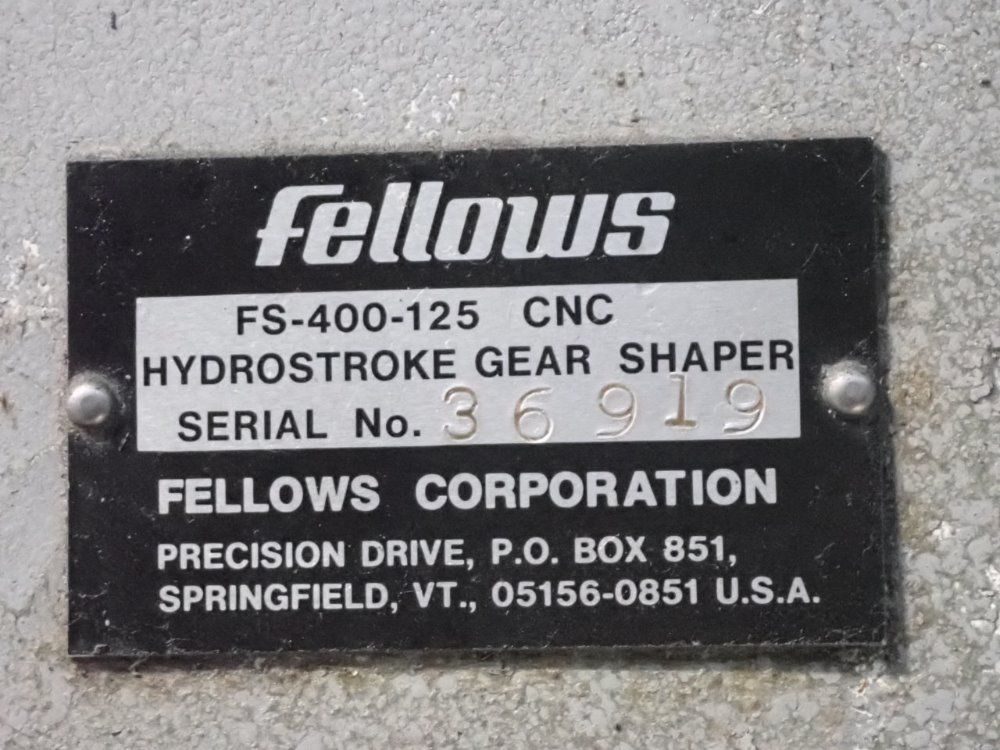 Fellows
FS-400-125 CNC
HYDROSTROKE GEAR SHAPER
SERIAL No. 36919
FELLOWS CORPORATION
PRECISION DRIVE, P.O. BOX 851,
SPRINGFIELD, VT., 05156-0851 U.S.A.